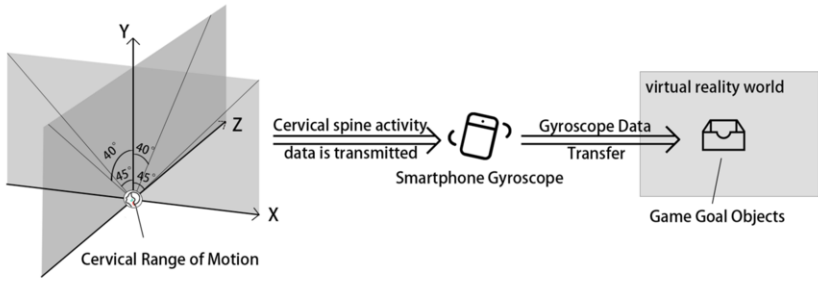 Y
Z
X
40°
40°
45°
45°
Cervical Range of Motion
Cervical spine activity
data is transmitted
Smartphone Gyroscope
Gyroscope Data
Transfer
virtual reality world
Game Goal Objects